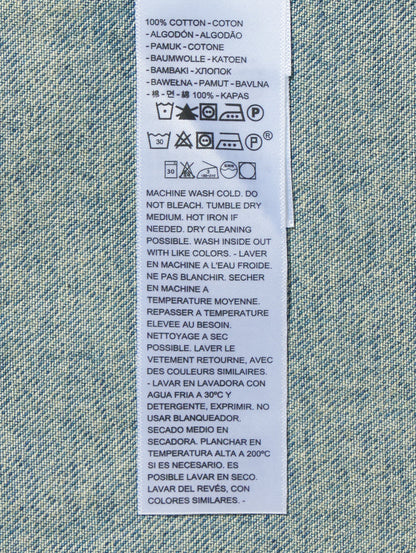 100% COTTON - COTON
- ALGODÓN - ALGODÃO
- PAMUK - COTONE
- BAUMWOLLE - KATOEN
- BAMBAKI - ХЛОПОК
- BAWEŁNA - PAMUT - BAVLNA
- 棉 - 면 - 綿 100% - KAPAS
P
30 P ®
30
MACHINE WASH COLD. DO
NOT BLEACH. TUMBLE DRY
MEDIUM. HOT IRON IF
NEEDED. DRY CLEANING
POSSIBLE. WASH INSIDE OUT
WITH LIKE COLORS. - LAVER
EN MACHINE A L'EAU FROIDE.
NE PAS BLANCHIR. SECHER
EN MACHINE A
TEMPERATURE MOYENNE.
REPASSER A TEMPERATURE
ELEVEE AU BESOIN.
NETTOYAGE A SEC
POSSIBLE. LAVER LE
VETEMENT RETOURNE, AVEC
DES COULEURS SIMILAIRES.
- LAVAR EN LAVADORA CON
AGUA FRIA A 30ºC Y
DETERGENTE, EXPRIMIR. NO
USAR BLANQUEADOR.
SECADO MEDIO EN
SECADORA. PLANCHAR EN
TEMPERATURA ALTA A 200ºC
SI ES NECESARIO. ES
POSIBLE LAVAR EN SECO.
LAVAR DEL REVÉS, CON
COLORES SIMILARES. -